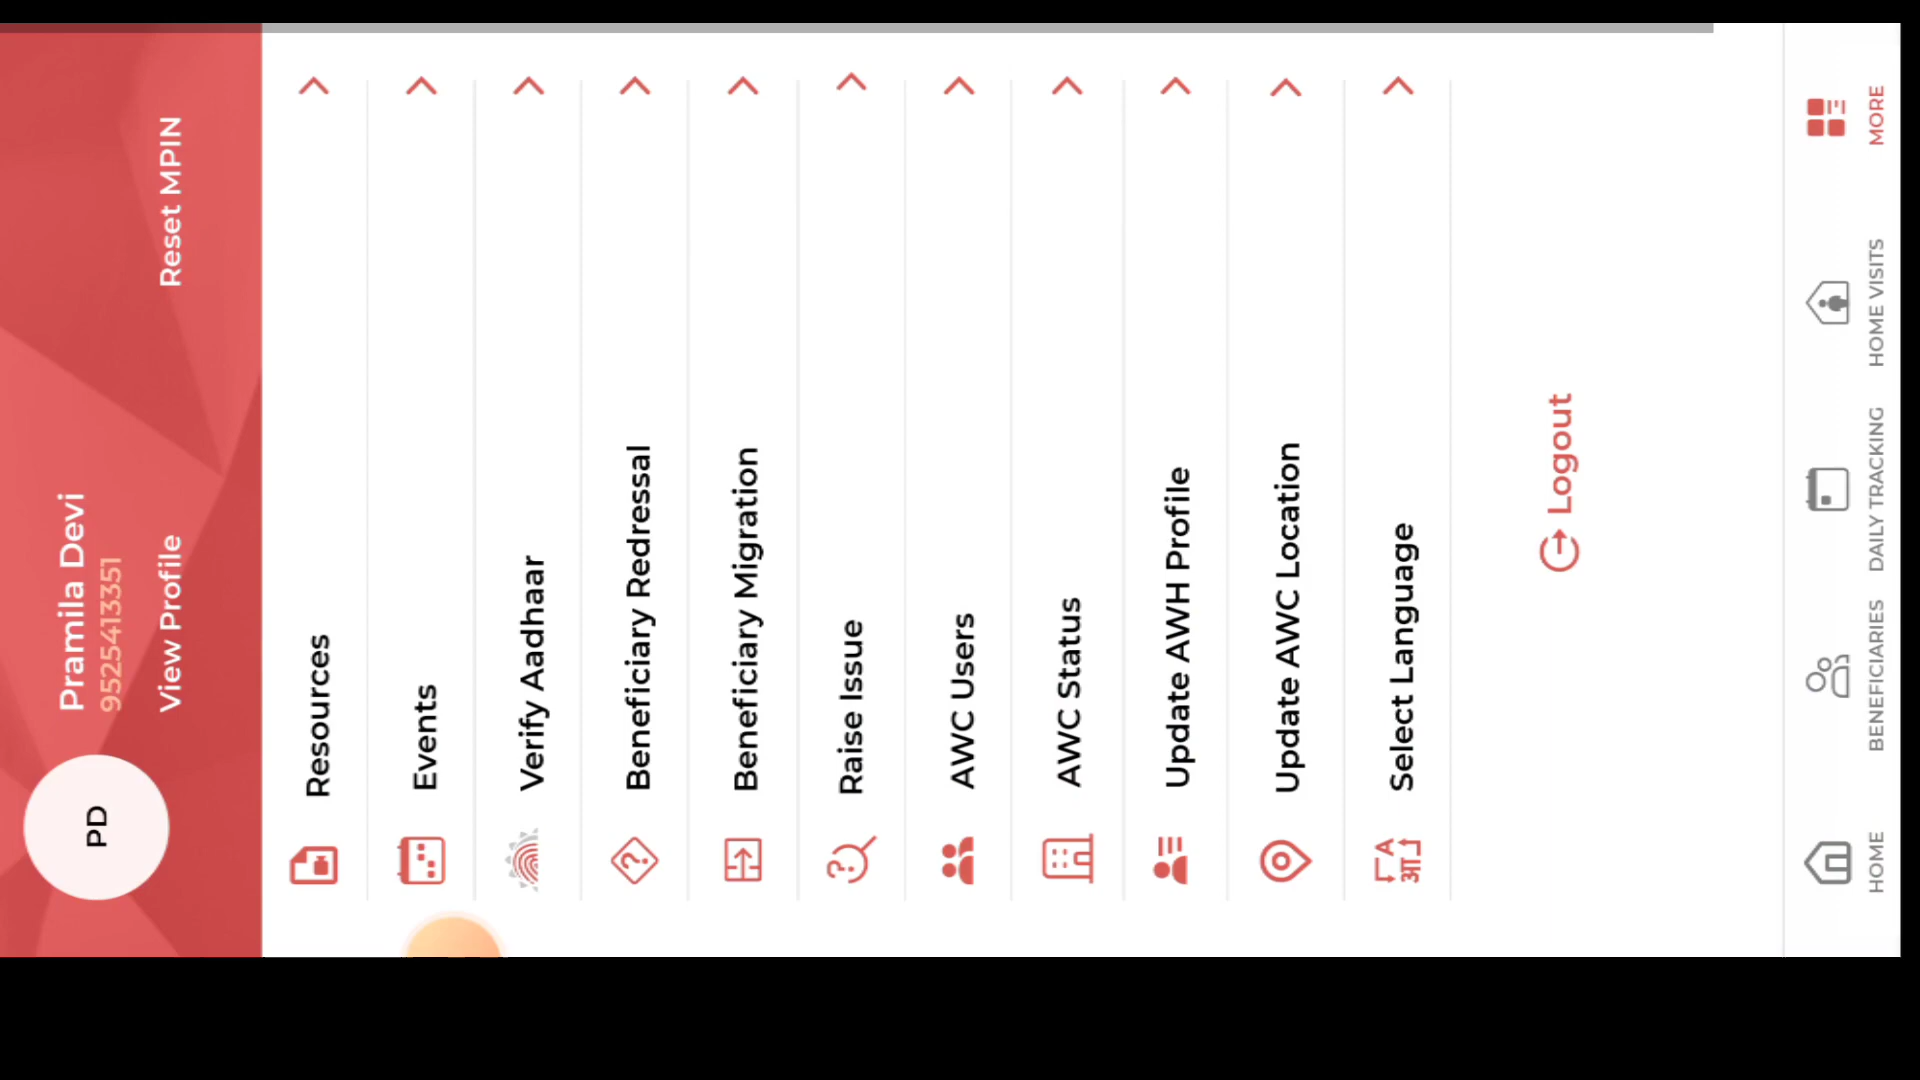 PD
Pramila Devi
9525413351
View Profile
Reset MPIN
Resources
Events
Verify Aadhaar
Beneficiary Redressal
Beneficiary Migration
Raise Issue
AWC Users
AWC Status
Update AWH Profile
Update AWC Location
A
आ
Select Language
Logout
HOME
BENEFICIARIES
DAILY TRACKING
HOME VISITS
MORE